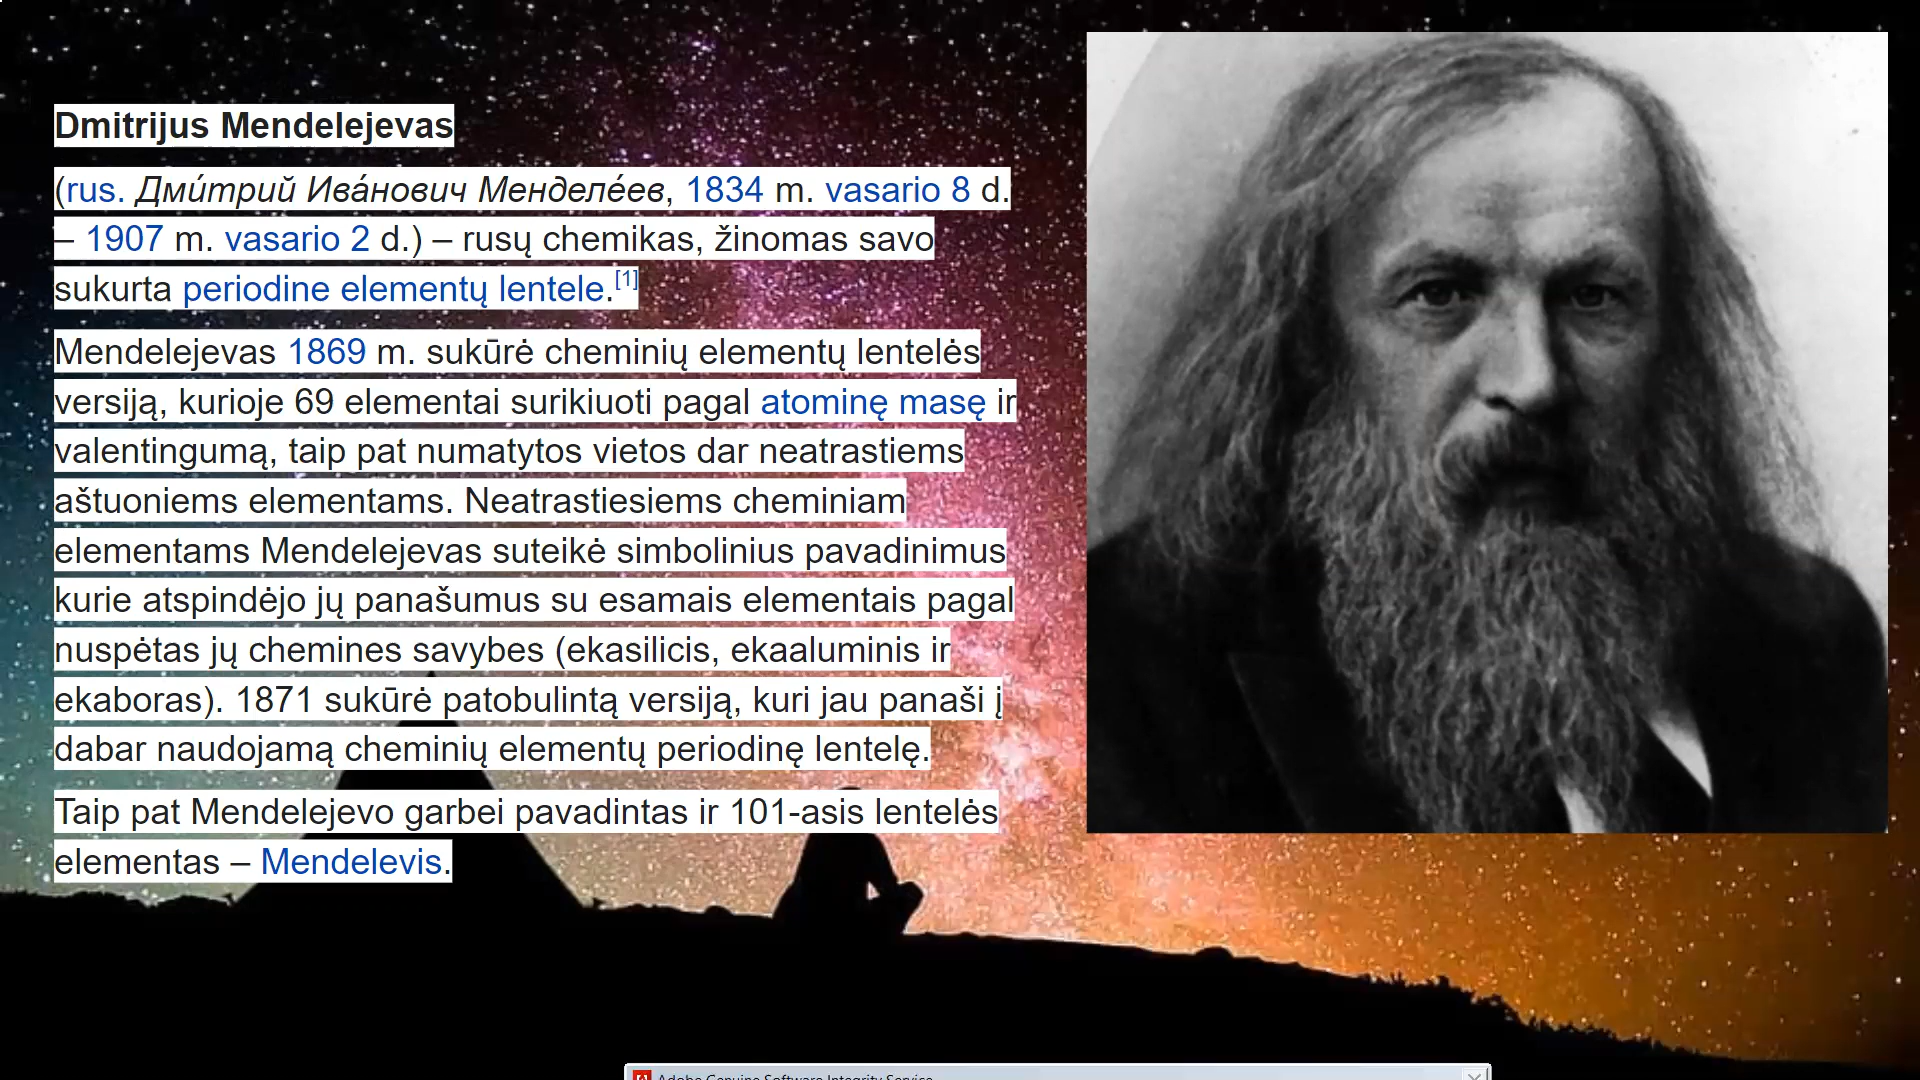 Dmitrijus Mendelejevas
(rus. Дми́трий Ива́нович Менделе́ев, 1834 m. vasario 8 d.
– 1907 m. vasario 2 d.) – rusų chemikas, žinomas savo
sukurta periodine elementų lentele.[1]
Mendelejevas 1869 m. sukūrė cheminių elementų lentelės
versiją, kurioje 69 elementai surikiuoti pagal atominę masę ir
valentingumą, taip pat numatytos vietos dar neatrastiems
aštuoniems elementams. Neatrastiesiems cheminiam
elementams Mendelejevas suteikė simbolinius pavadinimus
kurie atspindėjo jų panašumus su esamais elementais pagal
nuspėtas jų chemines savybes (ekasilicis, ekaaluminis ir
ekaboras). 1871 sukūrė patobulintą versiją, kuri jau panaši į
dabar naudojamą cheminių elementų periodinę lentelę.
Taip pat Mendelejevo garbei pavadintas ir 101-asis lentelės
elementas – Mendelevis.
Adobe Genuine Software Integrity Service